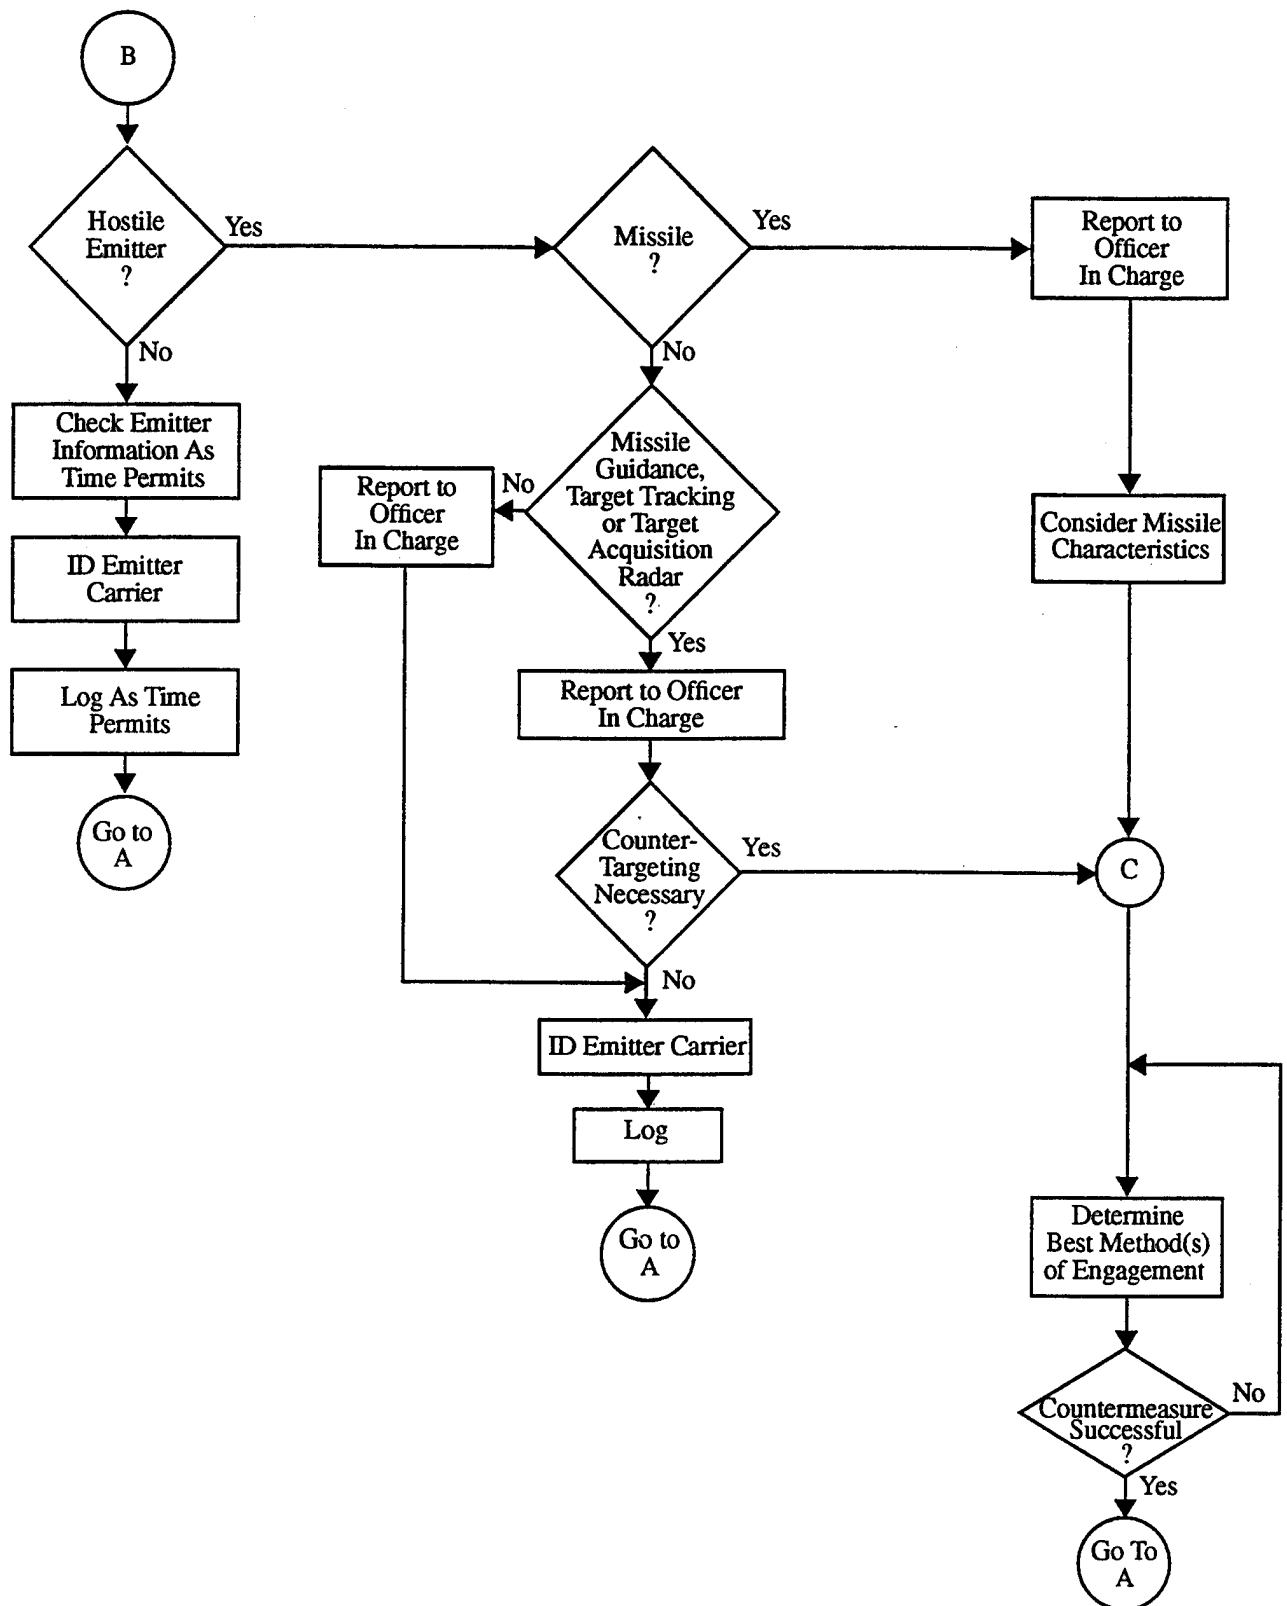 B
Hostile
Emitter
?
Yes
No
Missile
?
Yes
No
Report to
Officer
In Charge
Check Emitter
Information As
Time Permits
ID Emitter
Carrier
Log As Time
Permits
Go to
A
Report to
Officer
In Charge
No
Missile
Guidance,
Target Tracking
or Target
Acquisition
Radar
?
Yes
Report to Officer
In Charge
Counter-
Targeting
Necessary
?
Yes
No
ID Emitter Carrier
Log
Go to
A
Consider Missile
Characteristics
C
Determine
Best Method(s)
of Engagement
Countermeasure
Successful
?
No
Yes
Go To
A